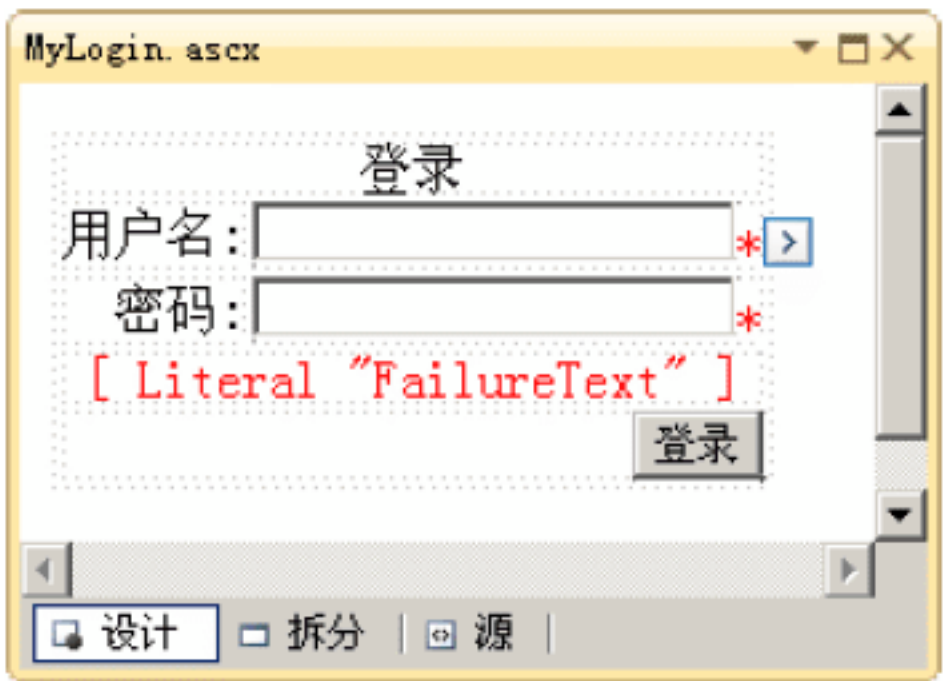 MyLogin.ascx
登录
用户名:*
密码:*
[ Literal "FailureText" ]
登录
设计 拆分 源